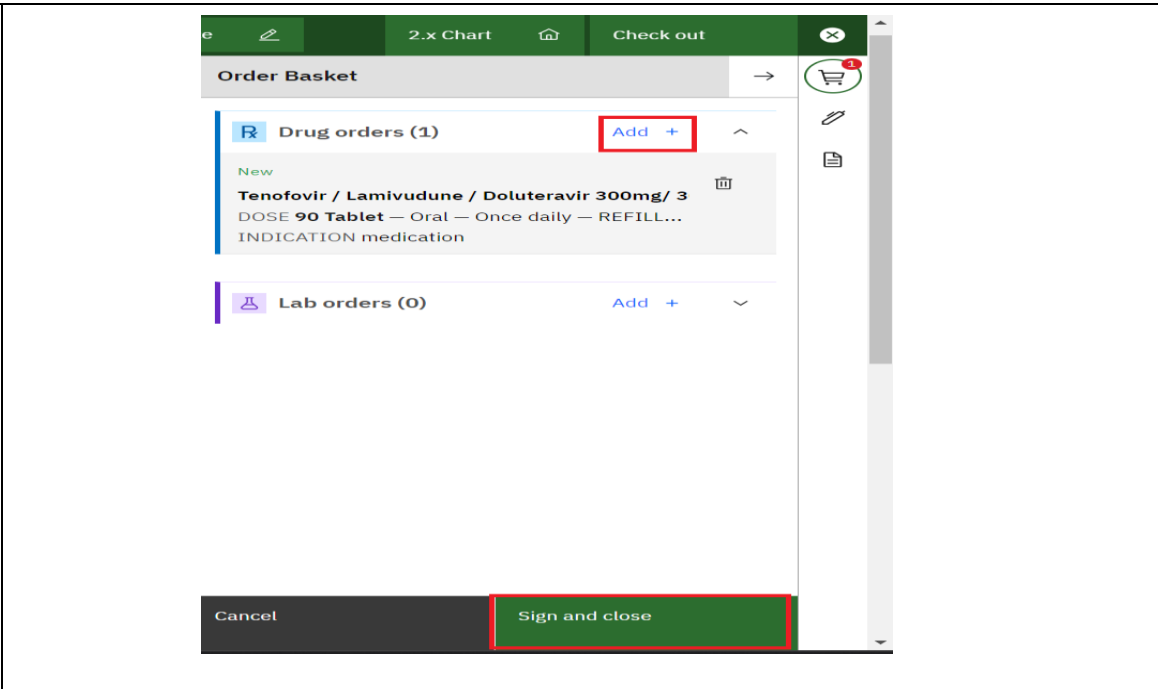 e 2.x Chart Check out
Order Basket
1
Rx Drug orders (1) Add +
New
Tenofovir / Lamivudune / Doluteravir 300mg/ 3
DOSE 90 Tablet — Oral — Once daily — REFILL...
INDICATION medication
Lab orders (0) Add +
Cancel Sign and close